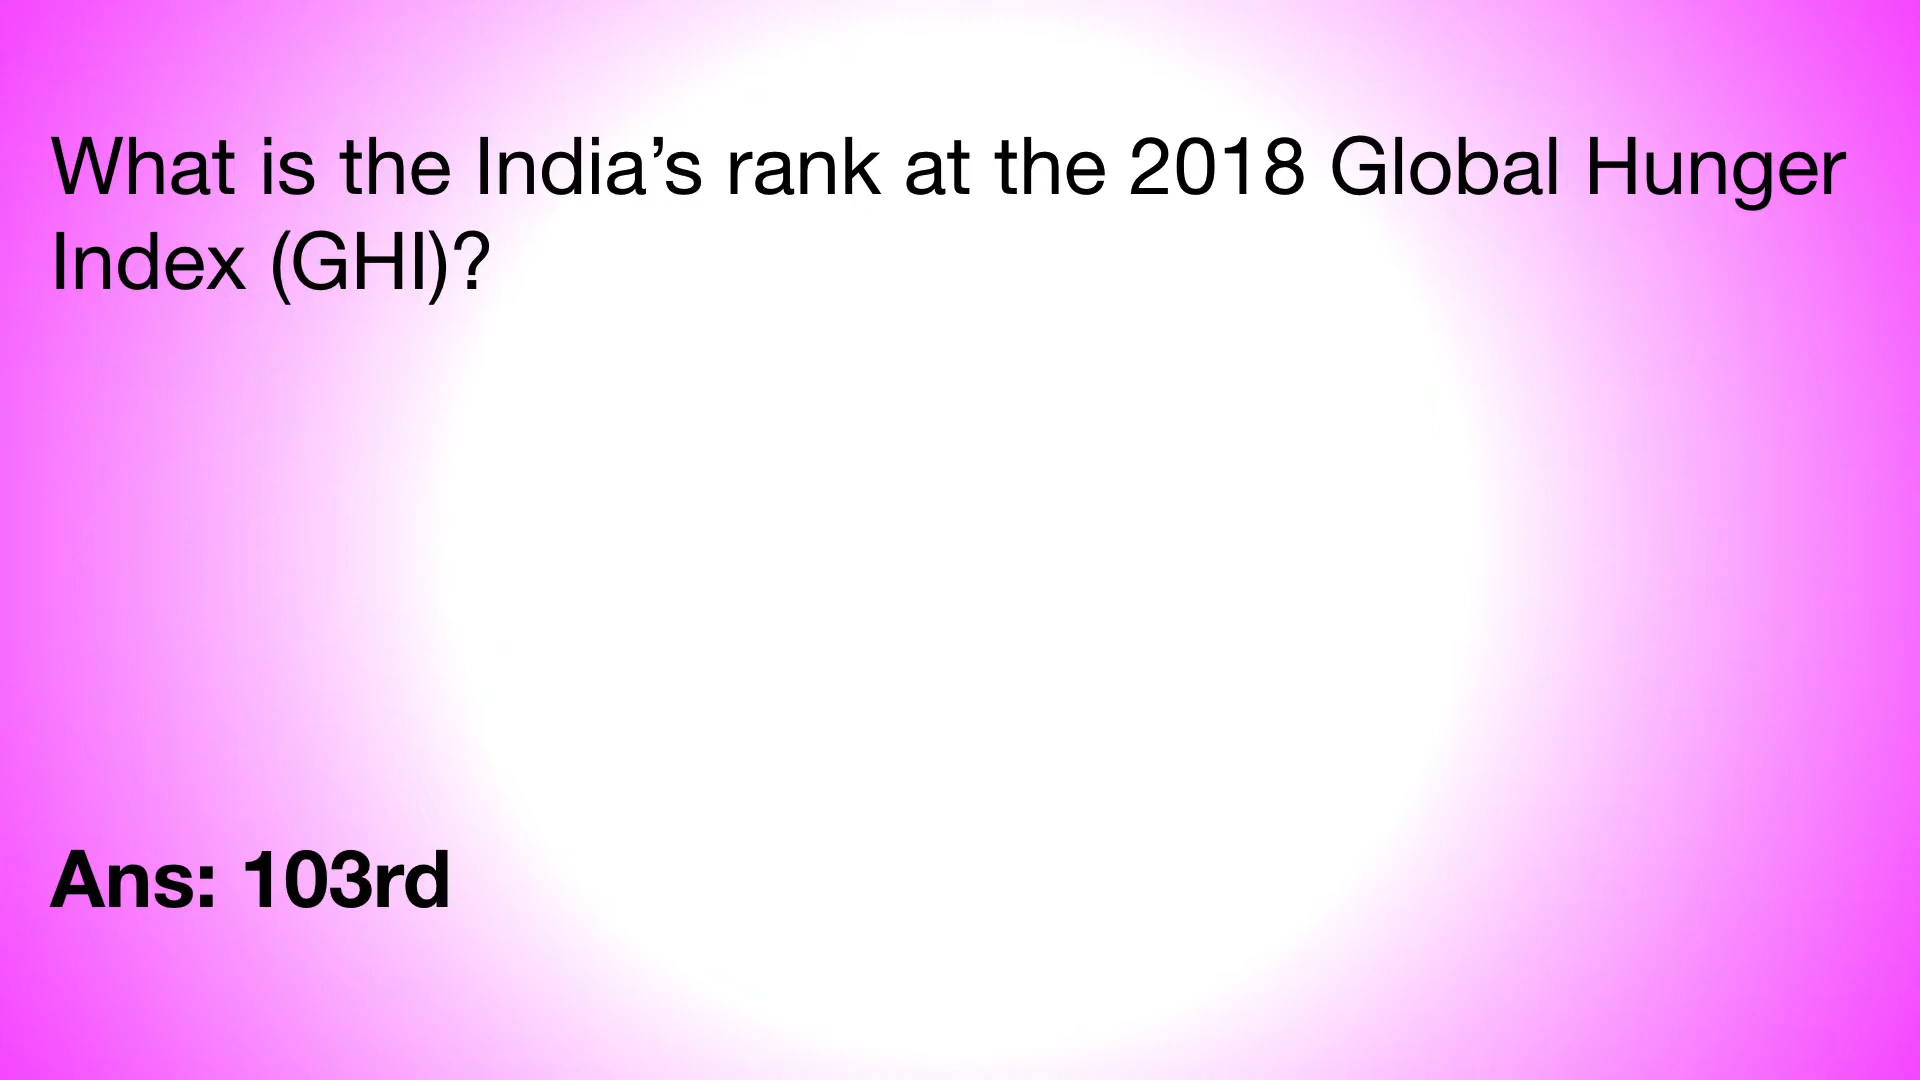 What is the India’s rank at the 2018 Global Hunger
Index (GHI)?
Ans: 103rd